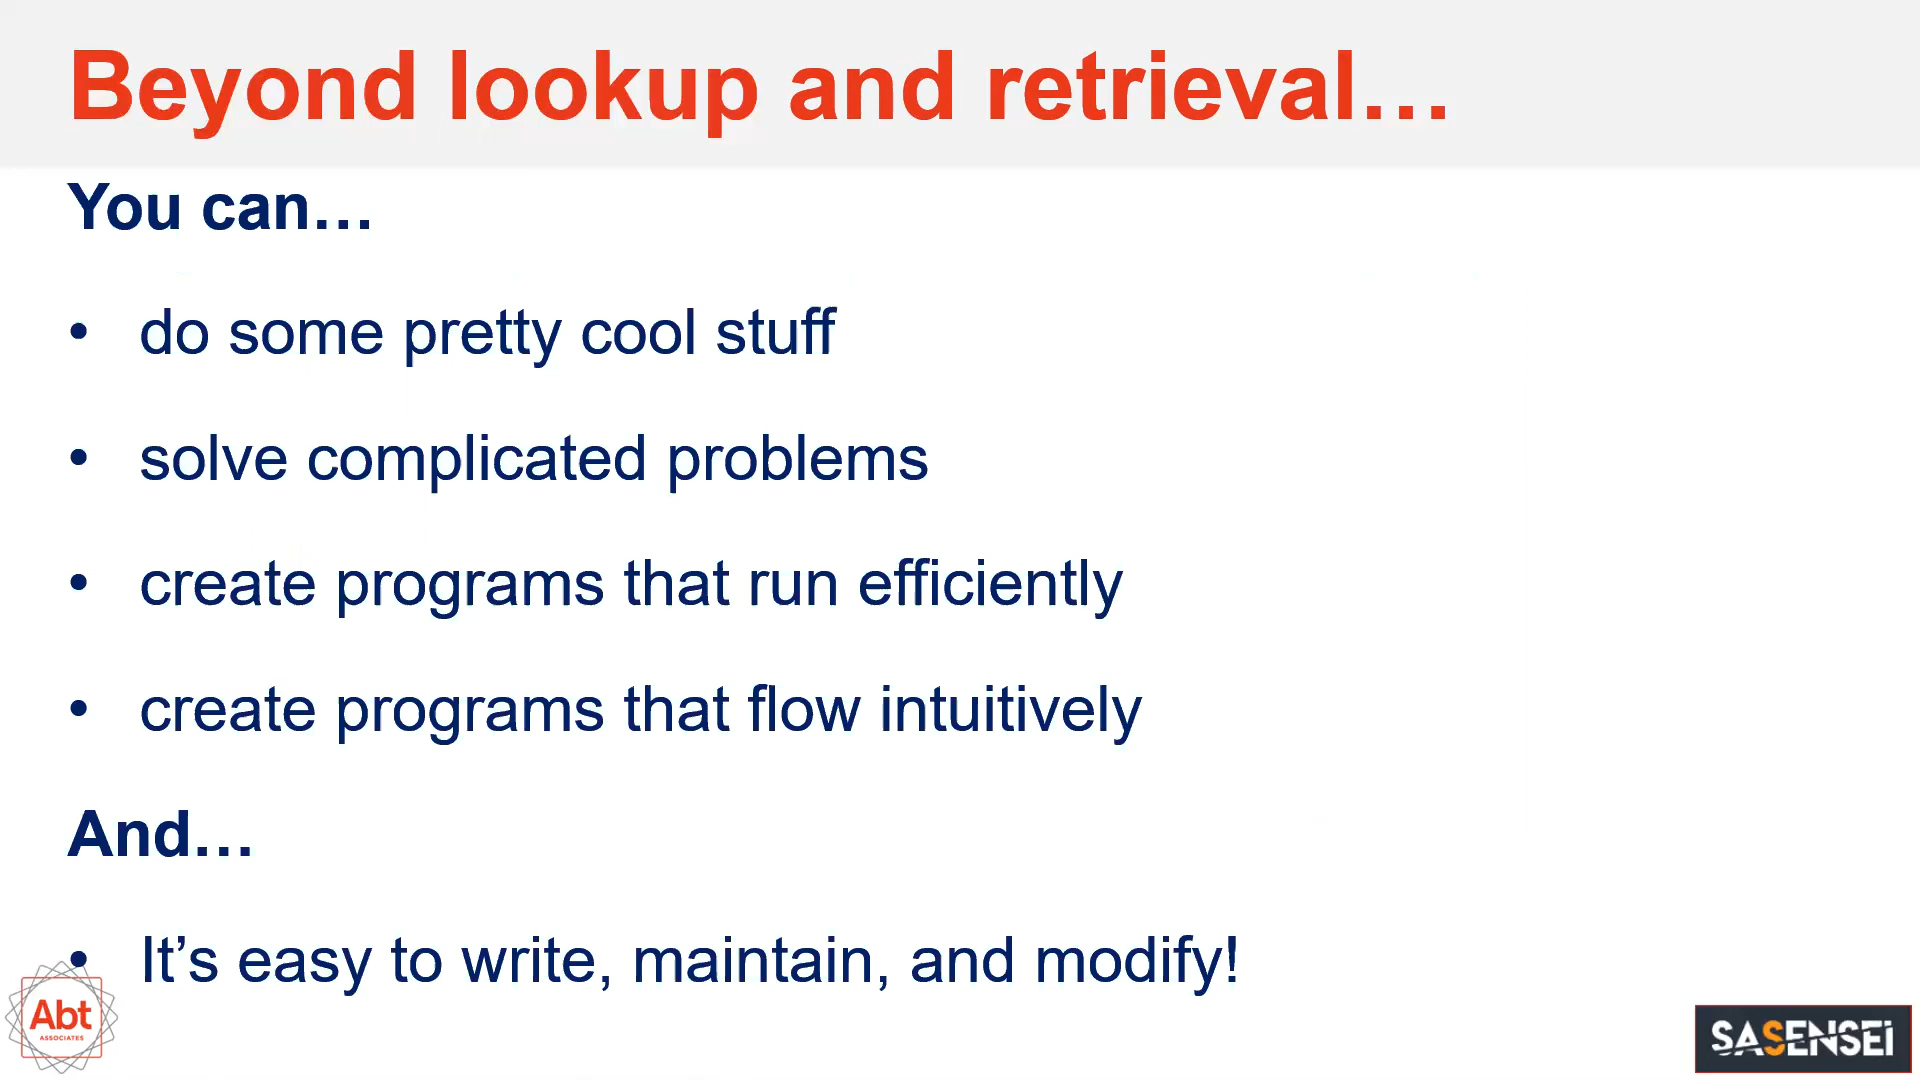 Beyond lookup and retrieval…
You can…
• do some pretty cool stuff
• solve complicated problems
• create programs that run efficiently
• create programs that flow intuitively
And…
• It’s easy to write, maintain, and modify!
Abt
ASSOCIATES
SASENSEI